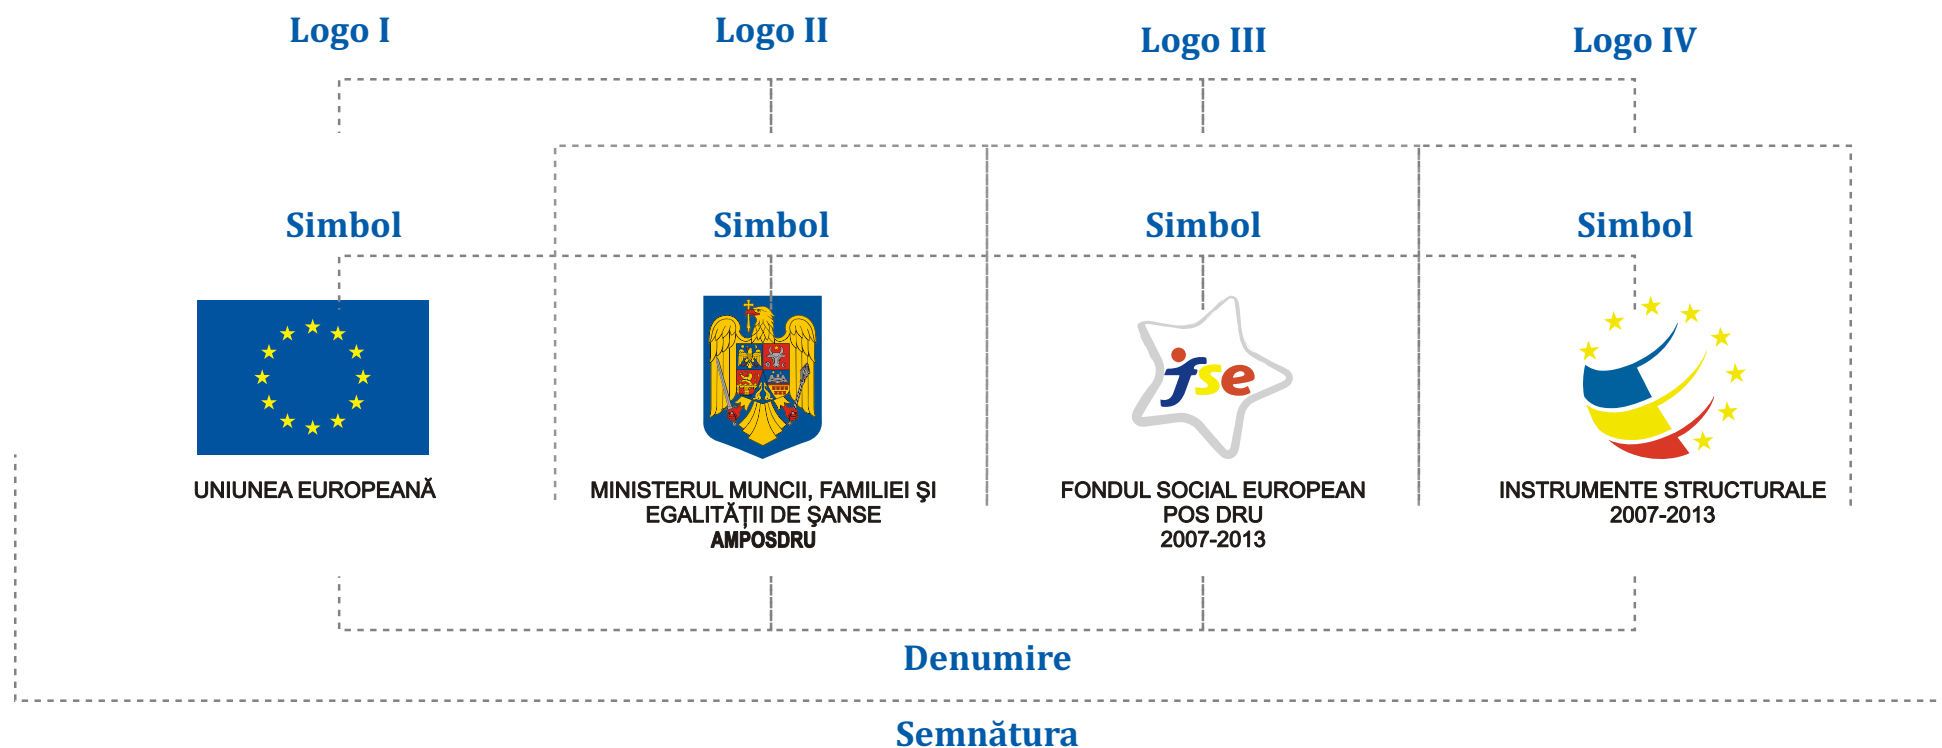 Logo I
Logo II
Logo III
Logo IV
Simbol
Simbol
Simbol
Simbol
fse
UNIUNEA EUROPEANĂ
MINISTERUL MUNCII, FAMILIEI ŞI
EGALITĂŢII DE ŞANSE
AMPOSDRU
FONDUL SOCIAL EUROPEAN
POS DRU
2007-2013
INSTRUMENTE STRUCTURALE
2007-2013
Denumire
Semnătura